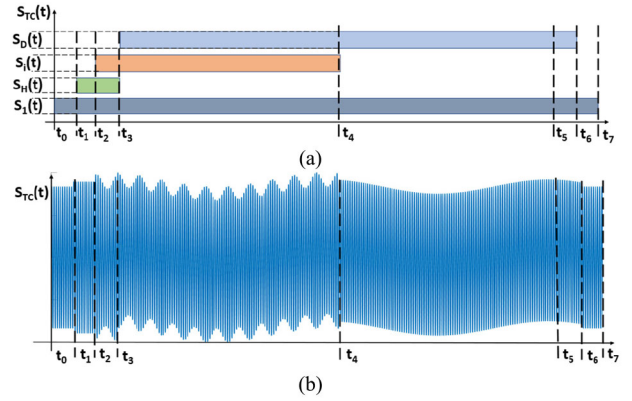 S_TC(t)
S_D(t)
S_i(t)
S_H(t)
S_1(t)
t_0 t_1 t_2 t_3 t_4 t_5 t_6 t_7
(a)
S_TC(t)
t_0 t_1 t_2 t_3 t_4 t_5 t_6 t_7
(b)